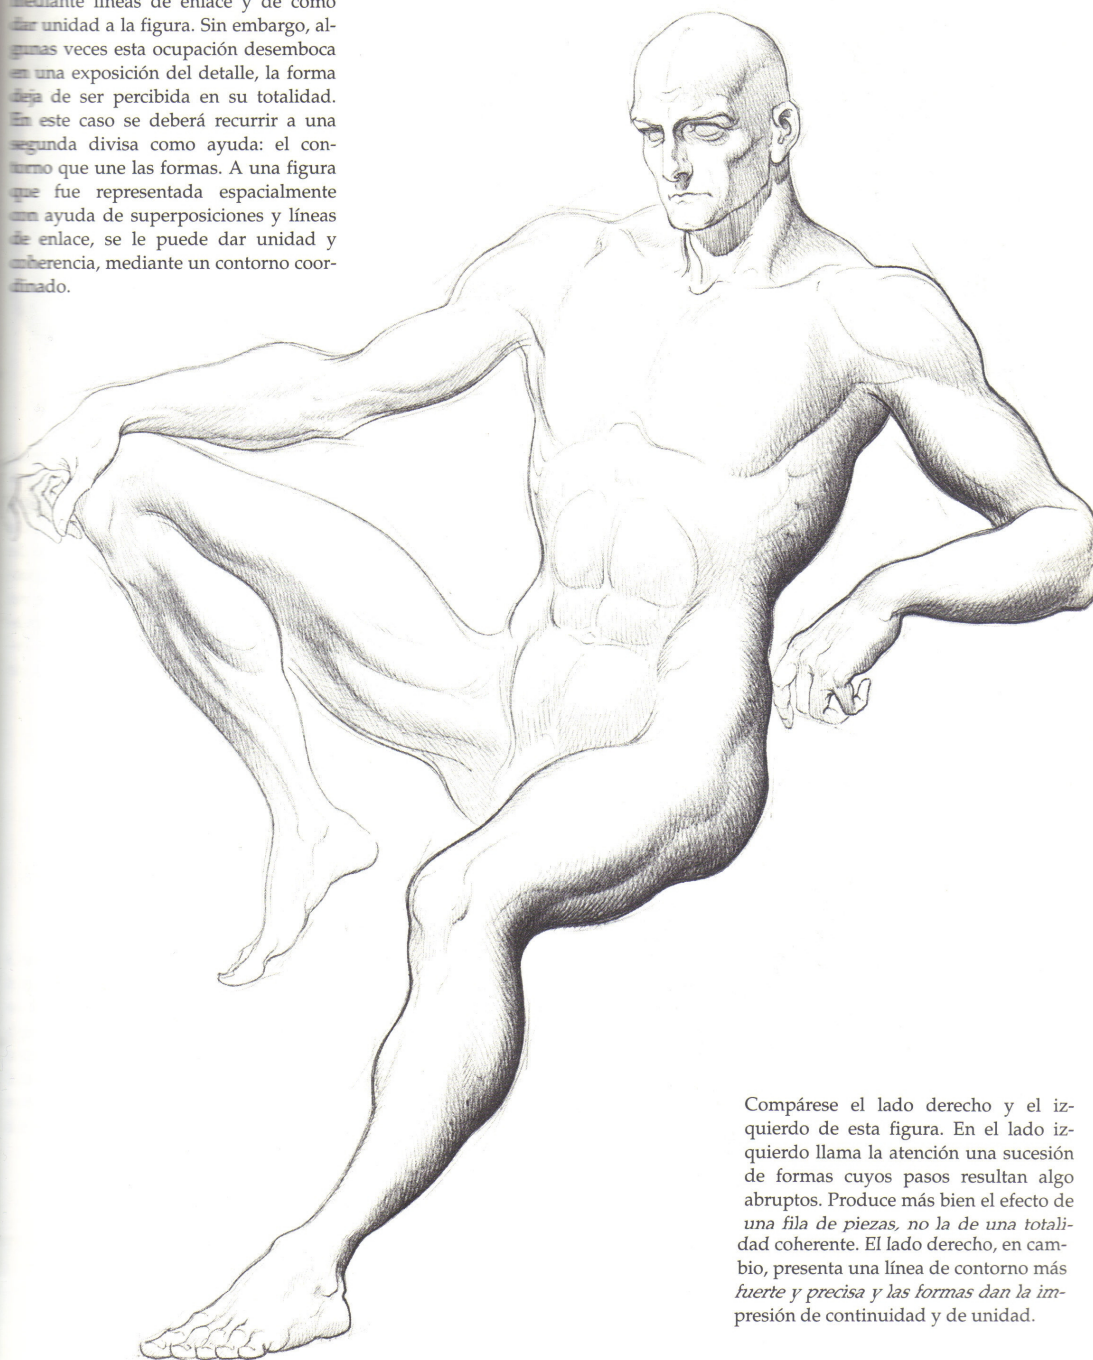 mediante líneas de enlace y de cómo
dar unidad a la figura. Sin embargo, al-
gunas veces esta ocupación desemboca
en una exposición del detalle, la forma
deja de ser percibida en su totalidad.
En este caso se deberá recurrir a una
segunda divisa como ayuda: el con-
torno que une las formas. A una figura
que fue representada espacialmente
con ayuda de superposiciones y líneas
de enlace, se le puede dar unidad y
coherencia, mediante un contorno coor-
dinado.
Compárese el lado derecho y el iz-
quierdo de esta figura. En el lado iz-
quierdo llama la atención una sucesión
de formas cuyos pasos resultan algo
abruptos. Produce más bien el efecto de
una fila de piezas, no la de una totali-
dad coherente. El lado derecho, en cam-
bio, presenta una línea de contorno más
fuerte y precisa y las formas dan la im-
presión de continuidad y de unidad.